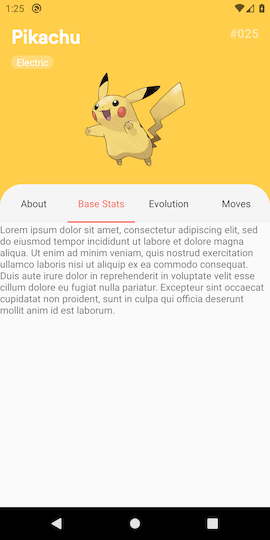 1:25
Pikachu
#025
Electric
About
Base Stats
Evolution
Moves
Lorem ipsum dolor sit amet, consectetur adipiscing elit, sed
do eiusmod tempor incididunt ut labore et dolore magna
aliqua. Ut enim ad minim veniam, quis nostrud exercitation
ullamco laboris nisi ut aliquip ex ea commodo consequat.
Duis aute irure dolor in reprehenderit in voluptate velit esse
cillum dolore eu fugiat nulla pariatur. Excepteur sint occaecat
cupidatat non proident, sunt in culpa qui officia deserunt
mollit anim id est laborum.